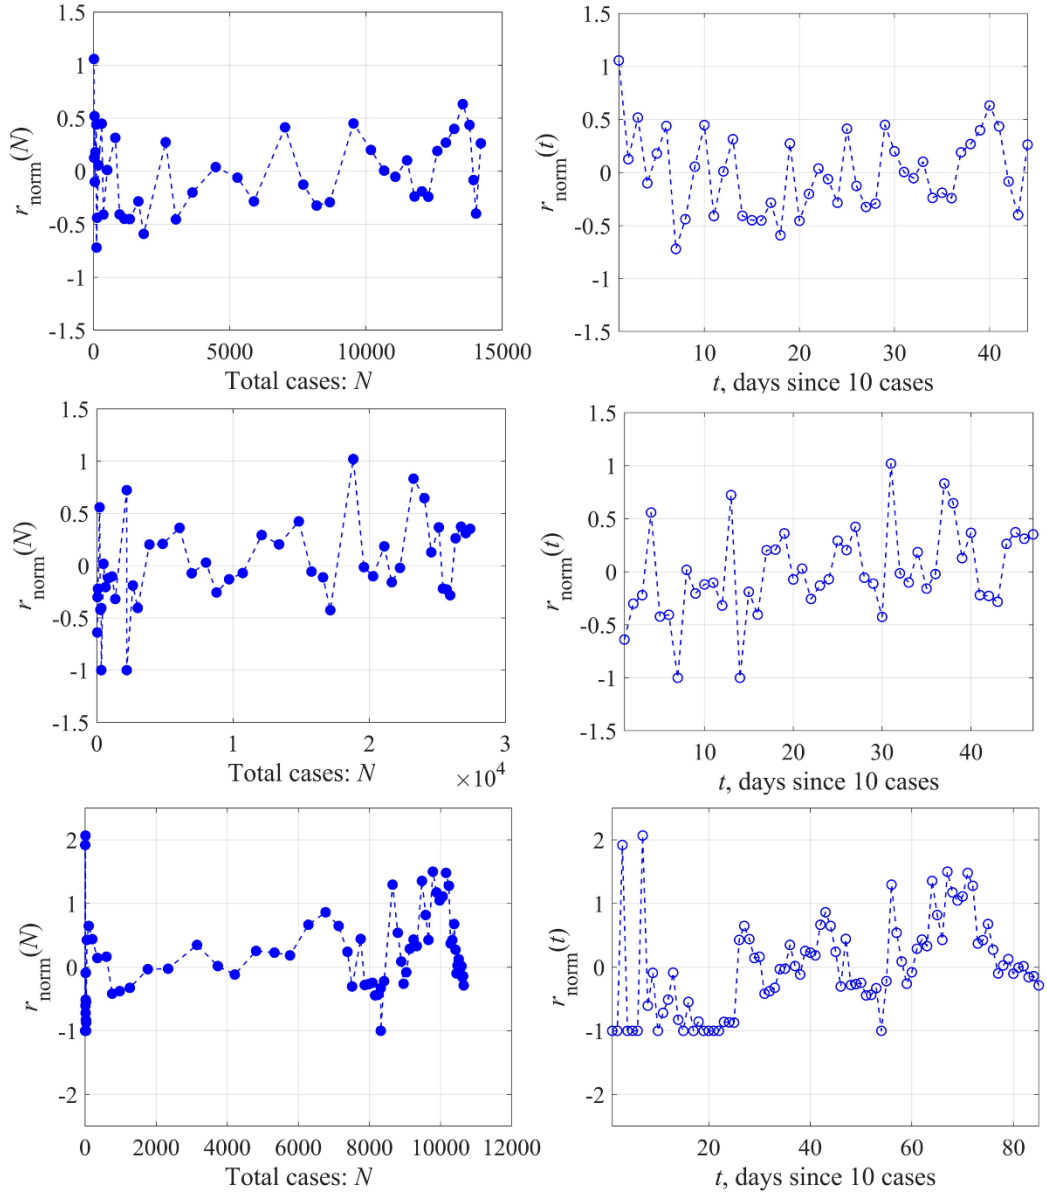 1.5
1
0.5
0
-0.5
-1
-1.5
r_norm(N)
0 5000 10000 15000
Total cases: N
1.5
1
0.5
0
-0.5
-1
-1.5
r_norm(t)
10 20 30 40
t, days since 10 cases
1.5
1
0.5
0
-0.5
-1
-1.5
r_norm(N)
0 1 2 3
Total cases: N
×10^4
1.5
1
0.5
0
-0.5
-1
-1.5
r_norm(t)
10 20 30 40
t, days since 10 cases
2
1
0
-1
-2
r_norm(N)
0 2000 4000 6000 8000 10000 12000
Total cases: N
2
1
0
-1
-2
r_norm(t)
20 40 60 80
t, days since 10 cases